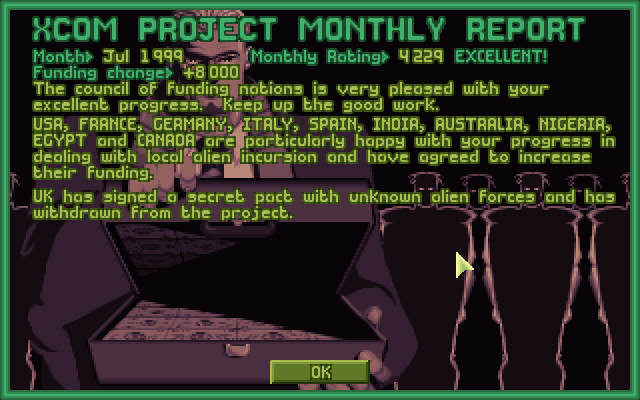 XCOM PROJECT MONTHLY REPORT
Month> Jul 1999 Monthly Rating> 4229 EXCELLENT!
Funding change> +8000
The council of funding nations is very pleased with your
excellent progress. Keep up the good work.
USA, FRANCE, GERMANY, ITALY, SPAIN, INDIA, AUSTRALIA, NIGERIA,
EGYPT and CANADA are particularly happy with your progress in
dealing with local alien incursion and have agreed to increase
their funding.
UK has signed a secret pact with unknown alien forces and has
withdrawn from the project.
OK